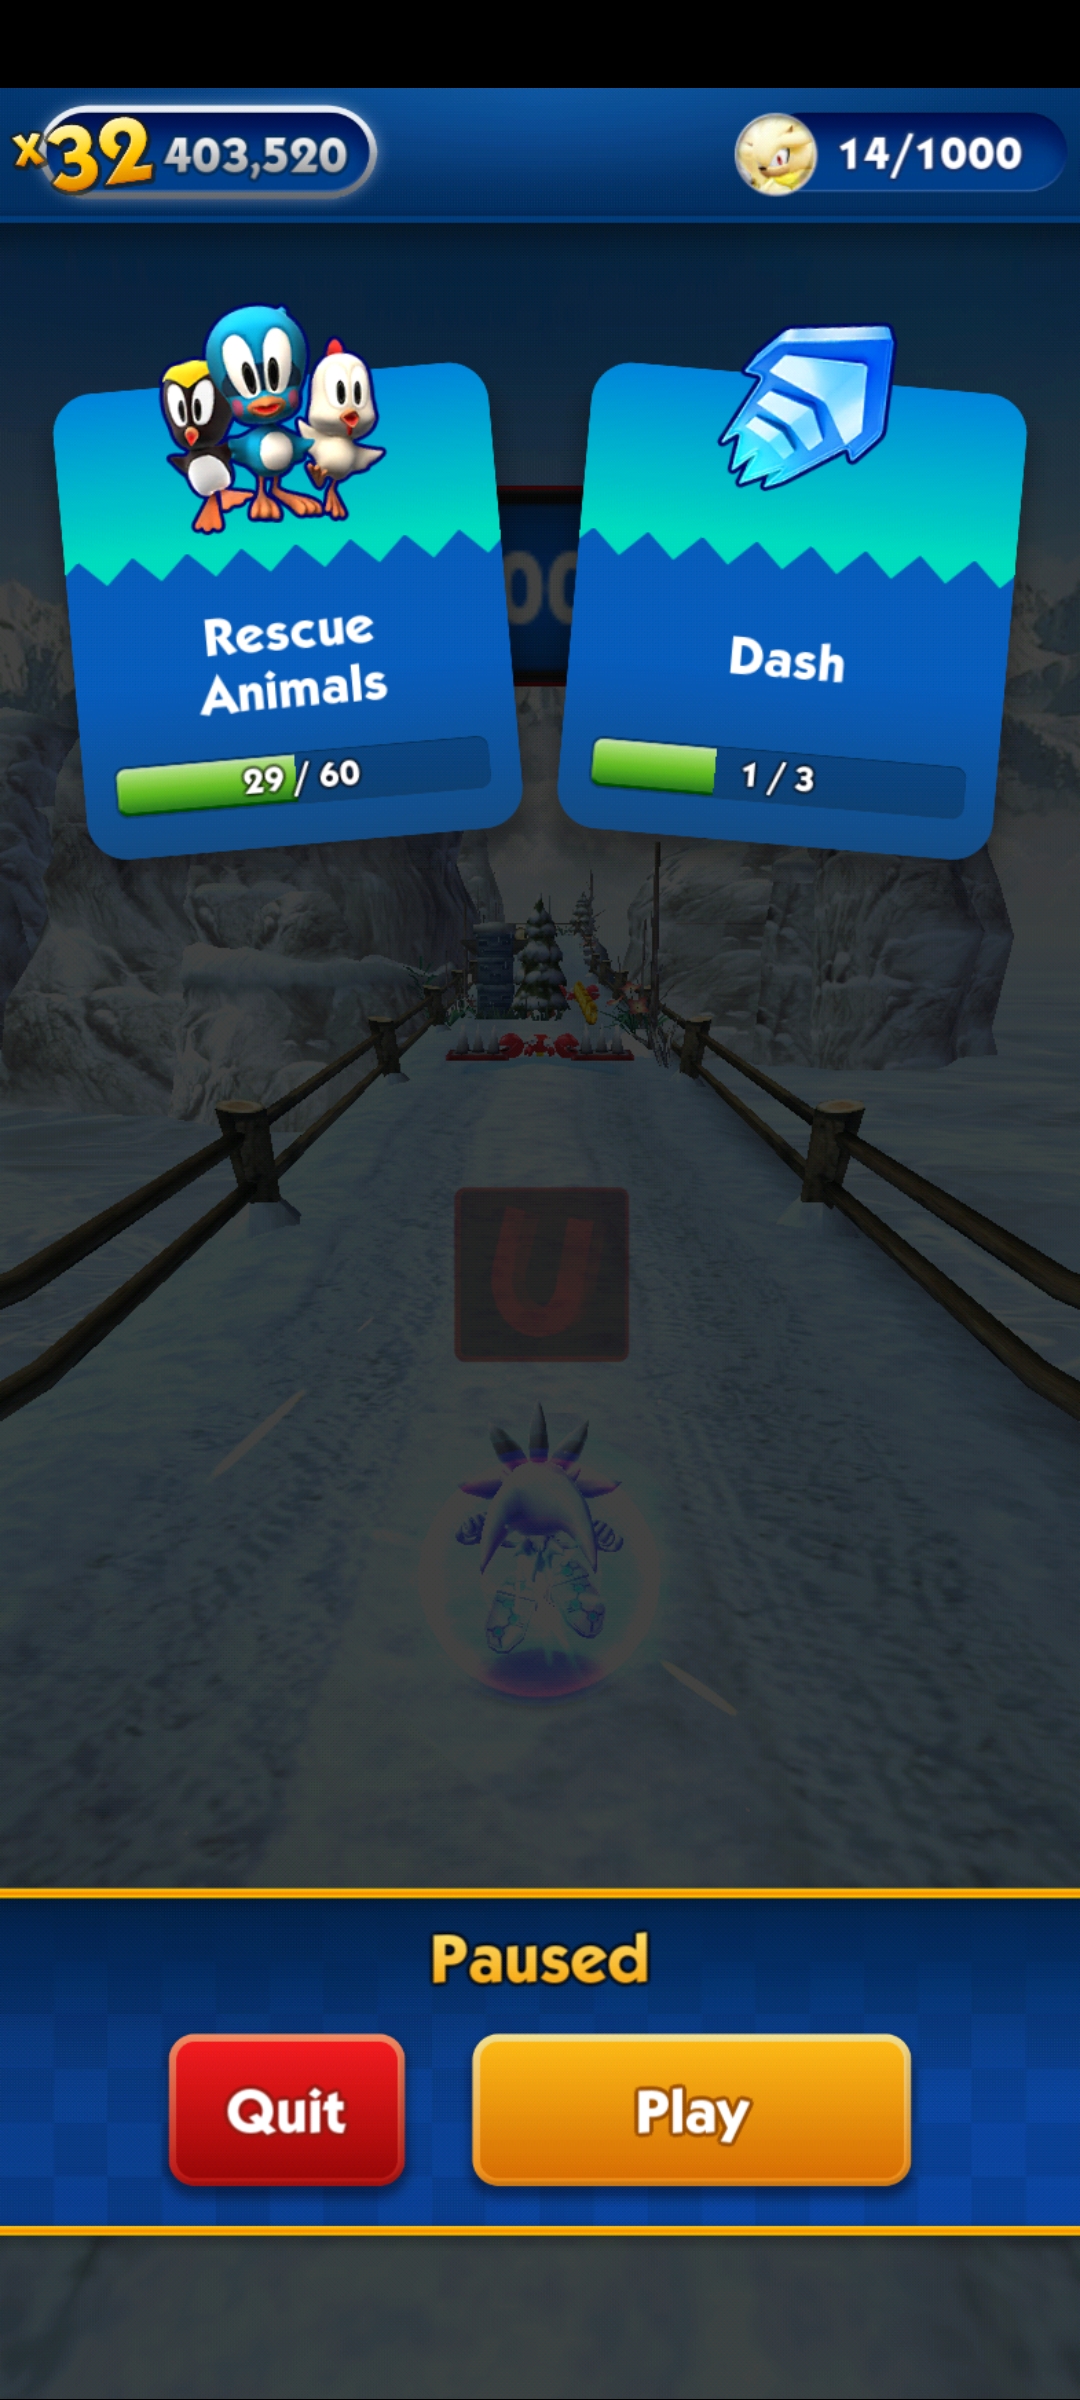 x32 403,520
14/1000
Rescue
Animals
29 / 60
Dash
1 / 3
U
Paused
Quit
Play